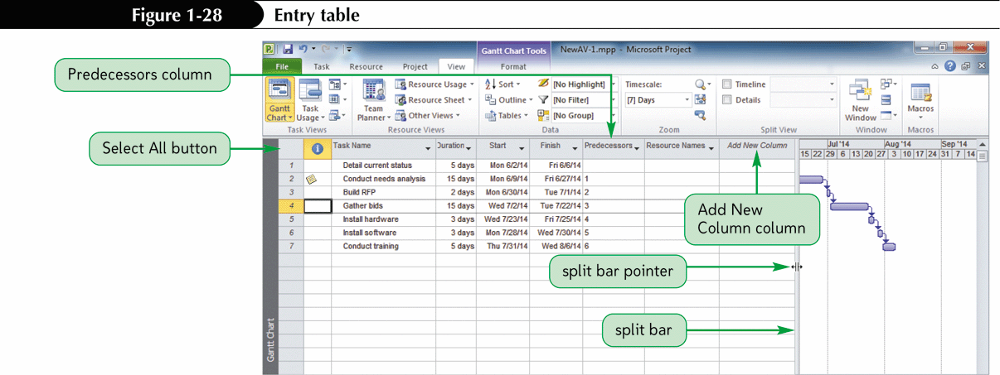 Figure 1-28 Entry table
Gantt Chart Tools NewAV-1.mpp - Microsoft Project
File Task Resource Project View Format
Predecessors column
Resource Usage Sort [No Highlight] Timescale: Timeline
Resource Sheet Outline [No Filter] [7] Days Details
Gantt Chart Task Usage Team Planner Other Views Tables [No Group] New Window Macros
Task Views Resource Views Data Zoom Split View Window Macros
Select All button
Task Name Duration Start Finish Predecessors Resource Names Add New Column Jul '14 Aug '14 Sep '14
15 22 29 6 13 20 27 3 10 17 24 31 7 14
1 Detail current status 5 days Mon 6/2/14 Fri 6/6/14
2 Conduct needs analysis 15 days Mon 6/9/14 Fri 6/27/14 1
3 Build RFP 2 days Mon 6/30/14 Tue 7/1/14 2
4 Gather bids 15 days Wed 7/2/14 Tue 7/22/14 3
5 Install hardware 3 days Wed 7/23/14 Fri 7/25/14 4
6 Install software 3 days Mon 7/28/14 Wed 7/30/14 5
7 Conduct training 5 days Thu 7/31/14 Wed 8/6/14 6
Add New
Column column
split bar pointer
split bar
Gantt Chart